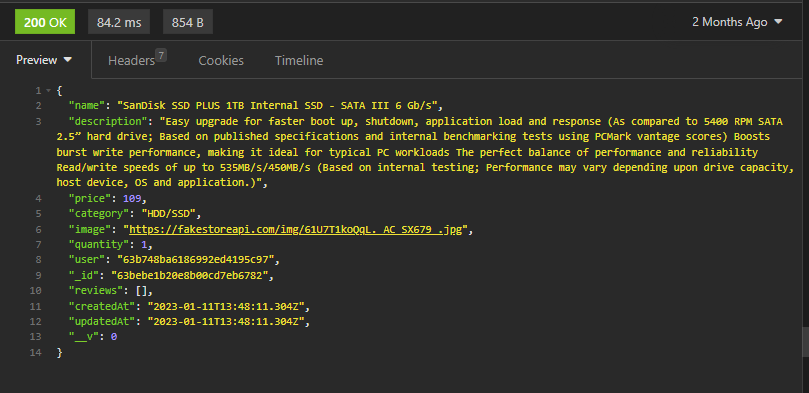 200 OK 84.2 ms 854 B 2 Months Ago
Preview Headers 7 Cookies Timeline
1 {
2 "name": "SanDisk SSD PLUS 1TB Internal SSD - SATA III 6 Gb/s",
3 "description": "Easy upgrade for faster boot up, shutdown, application load and response (As compared to 5400 RPM SATA
2.5” hard drive; Based on published specifications and internal benchmarking tests using PCMark vantage scores) Boosts
burst write performance, making it ideal for typical PC workloads The perfect balance of performance and reliability
Read/write speeds of up to 535MB/s/450MB/s (Based on internal testing; Performance may vary depending upon drive capacity,
host device, OS and application.)",
4 "price": 109,
5 "category": "HDD/SSD",
6 "image": "https://fakestoreapi.com/img/61U7T1koQqL._AC_SX679_.jpg",
7 "quantity": 1,
8 "user": "63b748ba6186992ed4195c97",
9 "_id": "63bebe1b20e8b00cd7eb6782",
10 "reviews": [],
11 "createdAt": "2023-01-11T13:48:11.304Z",
12 "updatedAt": "2023-01-11T13:48:11.304Z",
13 "__v": 0
14 }